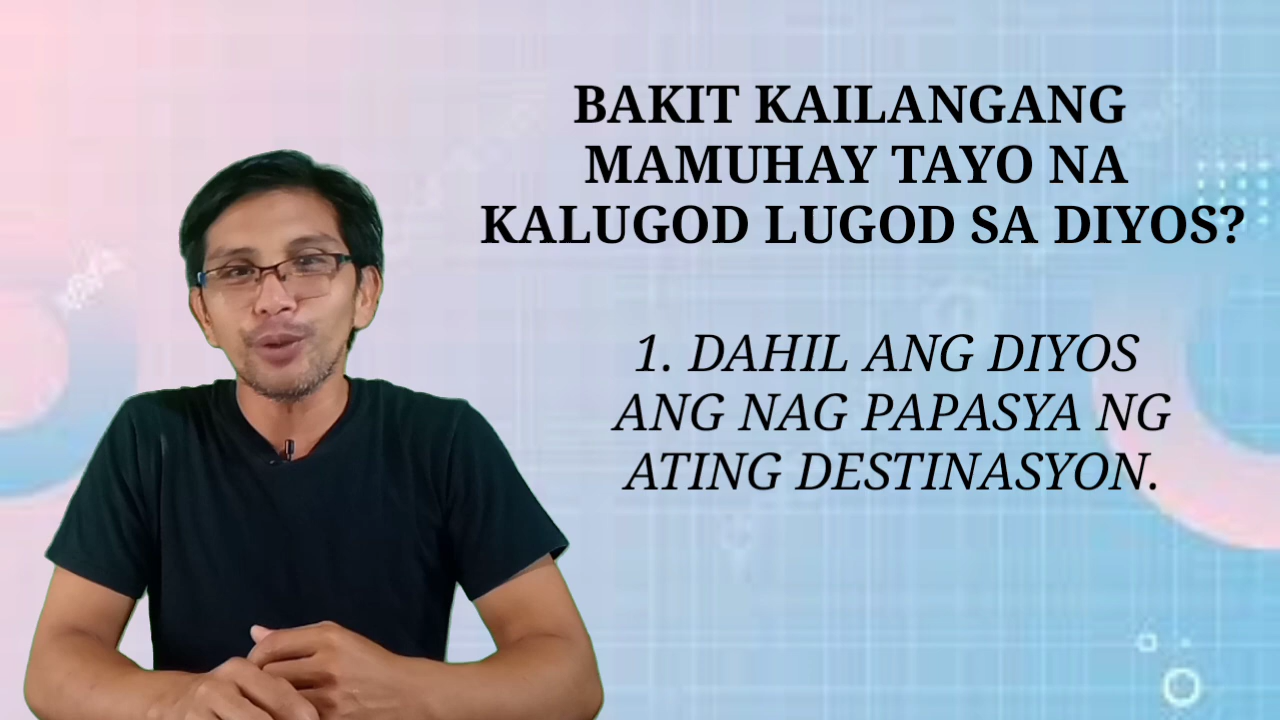 BAKIT KAILANGANG
MAMUHAY TAYO NA
KALUGOD LUGOD SA DIYOS?
1. DAHIL ANG DIYOS
ANG NAG PAPASYA NG
ATING DESTINASYON.